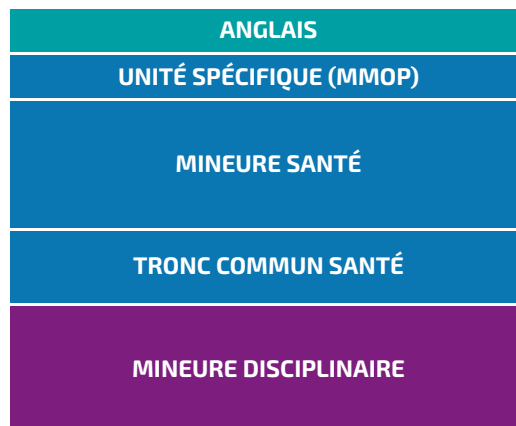 ANGLAIS
UNITÉ SPÉCIFIQUE (MMOP)
MINEURE SANTÉ
TRONC COMMUN SANTÉ
MINEURE DISCIPLINAIRE